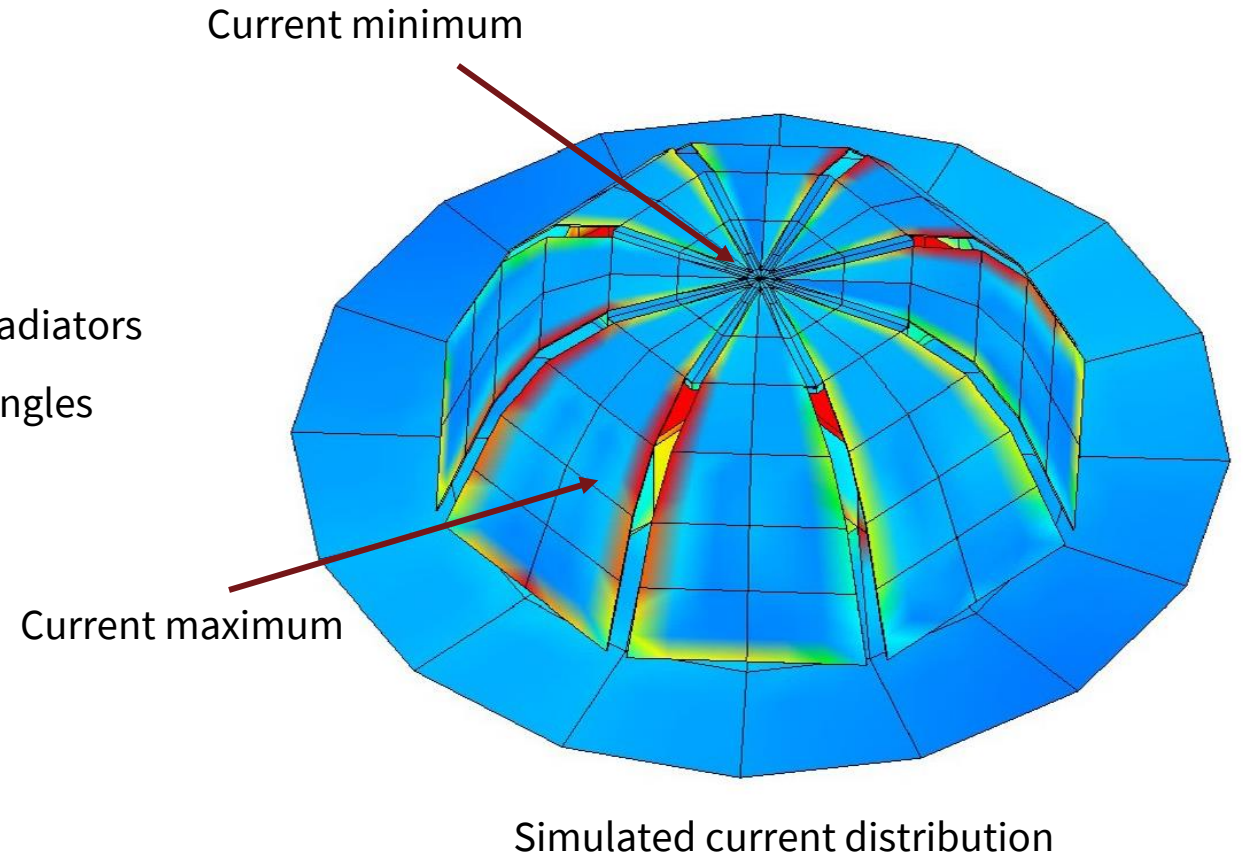 Current minimum
adiators
ngles
Current maximum
Simulated current distribution